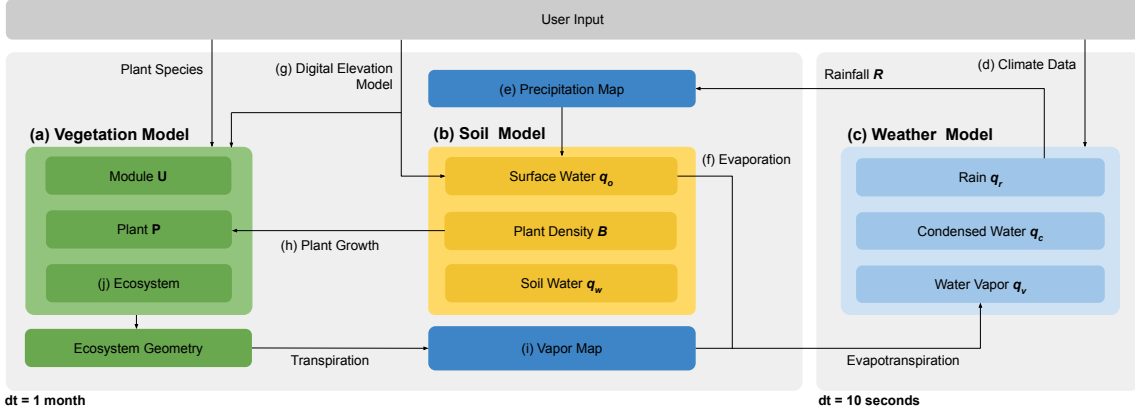 User Input
Plant Species
(g) Digital Elevation
Model
(e) Precipitation Map
Rainfall R
(d) Climate Data
(a) Vegetation Model
(b) Soil Model
(c) Weather Model
(f) Evaporation
Module U
Surface Water qo
Rain qr
Plant P
(h) Plant Growth
Plant Density B
Condensed Water qc
(j) Ecosystem
Soil Water qw
Water Vapor qv
Ecosystem Geometry
Transpiration
(i) Vapor Map
Evapotranspiration
dt = 1 month
dt = 10 seconds